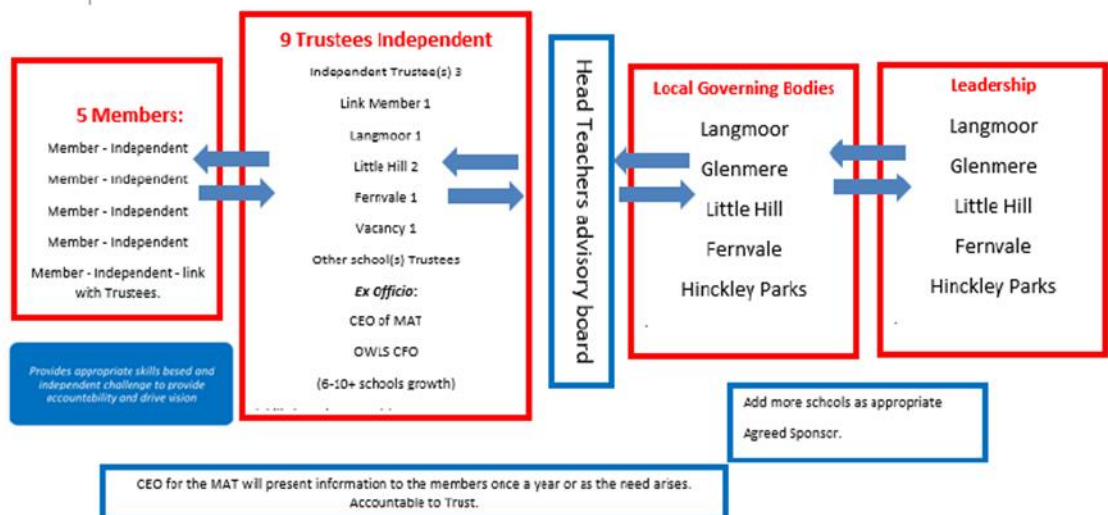 5 Members:
Member - Independent
Member - Independent
Member - Independent
Member - Independent
Member - Independent - link
with Trustees.
Provides appropriate skills besed and
independent challenge to provide
accountability and drive vision
9 Trustees Independent
Independent Trustee(s) 3
Link Member 1
Langmoor 1
Little Hill 2
Fernvale 1
Vacancy 1
Other school(s) Trustees
Ex Officio:
CEO of MAT
OWLS CFO
(6-10+ schools growth)
Head Teachers advisory board
Local Governing Bodies
Langmoor
Glenmere
Little Hill
Fernvale
Hinckley Parks
Leadership
Langmoor
Glenmere
Little Hill
Fernvale
Hinckley Parks
Add more schools as appropriate
Agreed Sponsor.
CEO for the MAT will present information to the members once a year or as the need arises.
Accountable to Trust.